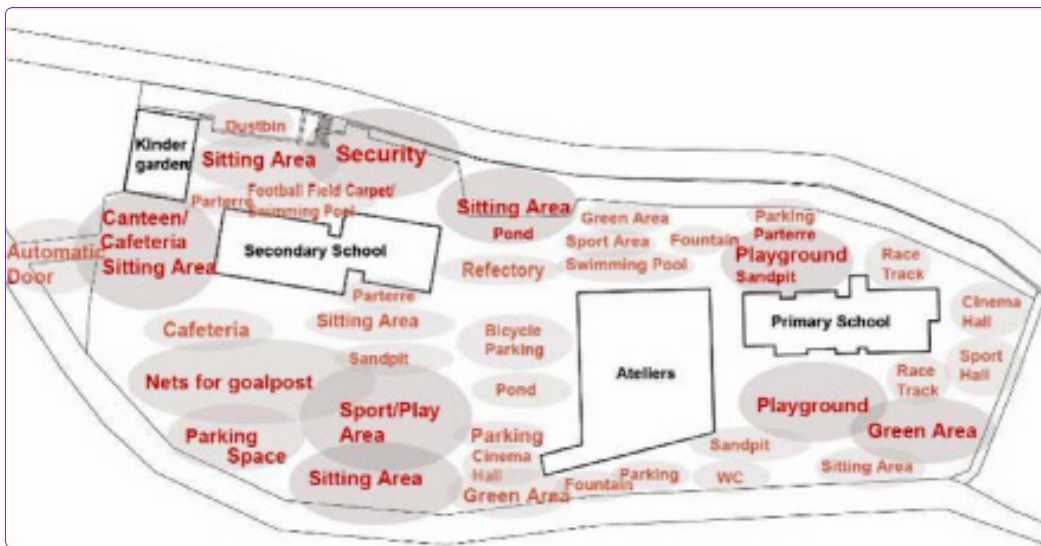 Dustbin
Kinder
garden
Sitting Area
Security
Football Field Carpet/
Parterre
Swimming Pool
Canteen/
Cafeteria
Sitting Area
Automatic
Door
Secondary School
Sitting Area
Pond
Green Area
Parking
Parterre
Sport Area
Fountain
Refectory
Swimming Pool
Playground
Sandpit
Race
Track
Parterre
Sitting Area
Cafeteria
Bicycle
Parking
Primary School
Cinema
Hall
Sandpit
Nets for goalpost
Pond
Ateliers
Race
Track
Sport
Hall
Sport/Play
Area
Playground
Parking
Space
Parking
Cinema
Hall
Green Area
Sandpit
Sitting Area
Green Area
Fountain
Parking
WC
Sitting Area